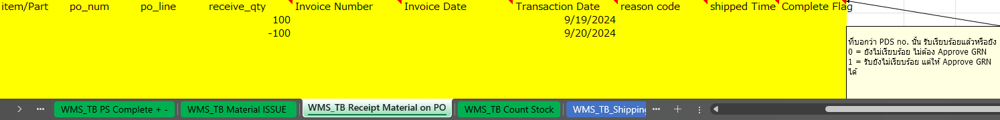 item/Part po_num po_line receive_qty Invoice Number Invoice Date Transaction Date reason code shipped Time Complete Flag
100 9/19/2024
-100 9/20/2024
ที่บอกว่า PDS no. นั้น รับเรียบร้อยแล้วหรือยัง
0 = ยังไม่เรียบร้อย ไม่ต้อง Approve GRN
1 = รับยังไม่เรียบร้อย แต่ให้ Approve GRN
ได้
WMS_TB PS Complete + - WMS_TB Material ISSUE WMS_TB Receipt Material on PO WMS_TB Count Stock WMS_TB_Shipping